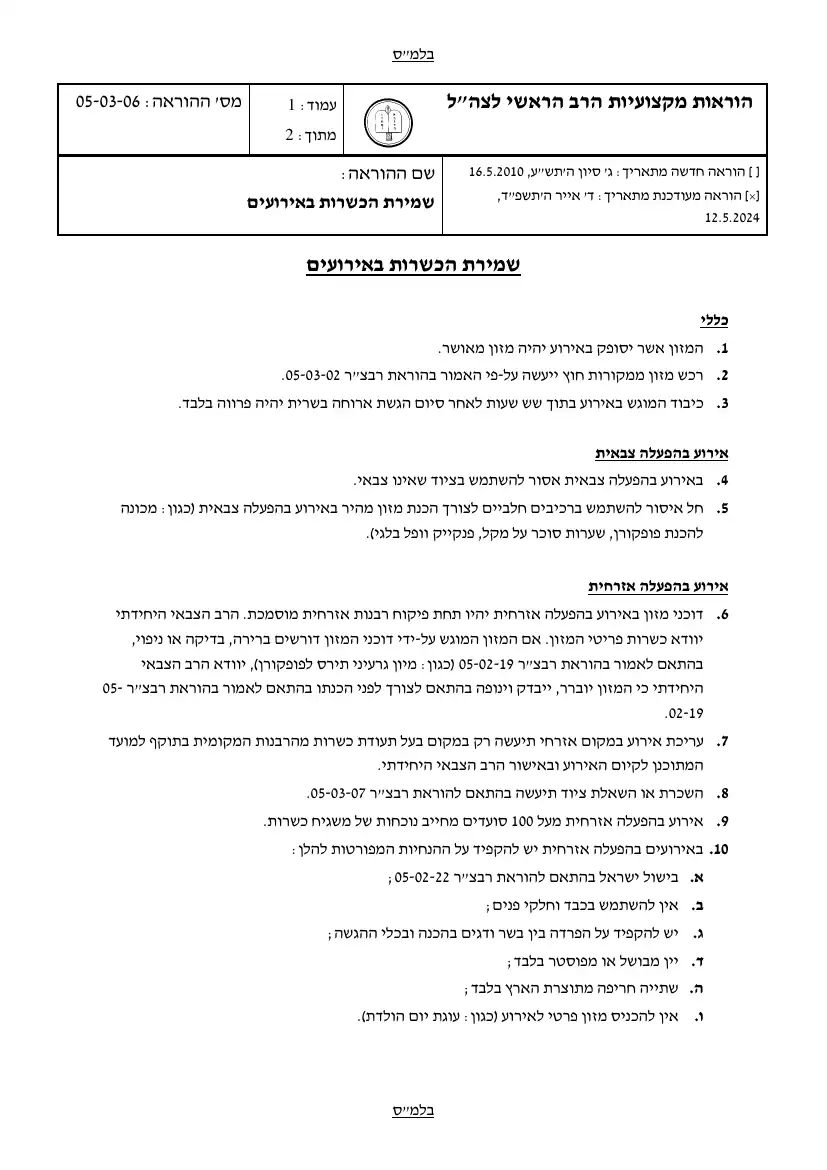 בלמ״ס
הוראות מקצועיות הרב הראשי לצה״ל
עמוד: 1
מתוך: 2
מס׳ ההוראה: 05-03-06
[ ] הוראה חדשה מתאריך: ג׳ סיון ה׳תש״ע, 16.5.2010
[×] הוראה מעודכנת מתאריך: ד׳ אייר ה׳תשפ״ד,
12.5.2024
שם ההוראה:
שמירת הכשרות באירועים
שמירת הכשרות באירועים
כללי
1. המזון אשר יסופק באירוע יהיה מזון מאושר.
2. רכש מזון ממקורות חוץ ייעשה על-פי האמור בהוראת רבצ״ר 05-03-02.
3. כיבוד המוגש באירוע בתוך שש שעות לאחר סיום הגשת ארוחה בשרית יהיה פרווה בלבד.
אירוע בהפעלה צבאית
4. באירוע בהפעלה צבאית אסור להשתמש בציוד שאינו צבאי.
5. חל איסור להשתמש ברכיבים חלביים לצורך הכנת מזון מהיר באירוע בהפעלה צבאית (כגון: מכונה
להכנת פופקורן, שערות סוכר על מקל, פנקייק וופל בלגי).
אירוע בהפעלה אזרחית
6. דוכני מזון באירוע בהפעלה אזרחית יהיו תחת פיקוח רבנות אזרחית מוסמכת. הרב הצבאי היחידתי
יוודא כשרות פריטי המזון. אם המזון המוגש על-ידי דוכני המזון דורשים ברירה, בדיקה או ניפוי,
בהתאם לאמור בהוראת רבצ״ר 05-02-19 (כגון: מיון גרעיני תירס לפופקורן), יוודא הרב הצבאי
היחידתי כי המזון יוברר, ייבדק וינופה בהתאם לצורך לפני הכנתו בהתאם לאמור בהוראת רבצ״ר 05-
02-19.
7. עריכת אירוע במקום אזרחי תיעשה רק במקום בעל תעודת כשרות מהרבנות המקומית בתוקף למועד
המתוכנן לקיום האירוע ובאישור הרב הצבאי היחידתי.
8. השכרת או השאלת ציוד תיעשה בהתאם להוראת רבצ״ר 05-03-07.
9. אירוע בהפעלה אזרחית מעל 100 סועדים מחייב נוכחות של משגיח כשרות.
10. באירועים בהפעלה אזרחית יש להקפיד על ההנחיות המפורטות להלן:
א. בישול ישראל בהתאם להוראת רבצ״ר 05-02-22;
ב. אין להשתמש בכבד וחלקי פנים;
ג. יש להקפיד על הפרדה בין בשר ודגים בהכנה ובכלי ההגשה;
ד. יין מבושל או מפוסטר בלבד;
ה. שתייה חריפה מתוצרת הארץ בלבד;
ו. אין להכניס מזון פרטי לאירוע (כגון: עוגת יום הולדת).
בלמ״ס